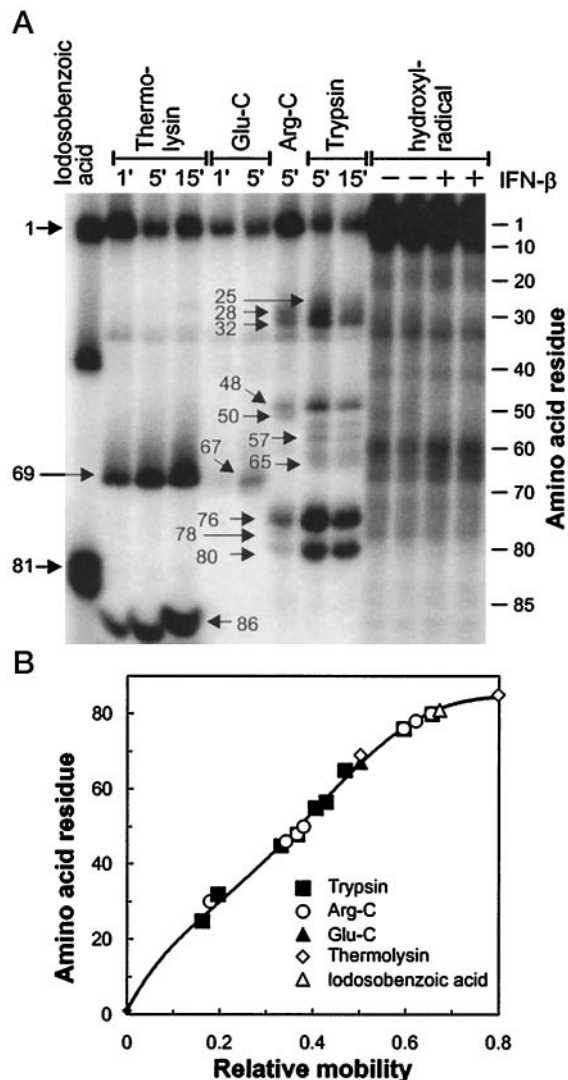 A
Iodosobenzoic acid
Thermo-lysin
Glu-C
Arg-C
Trypsin
hydroxyl-radical
1' 5' 15' 1' 5' 5' 5' 15' – – + + IFN-β
1
69
81
25
28
32
48
50
57
67
65
76
78
80
86
1
10
20
30
40
50
60
70
80
85
Amino acid residue
B
Amino acid residue
80
60
40
20
0
Trypsin
Arg-C
Glu-C
Thermolysin
Iodosobenzoic acid
0 0.2 0.4 0.6 0.8
Relative mobility